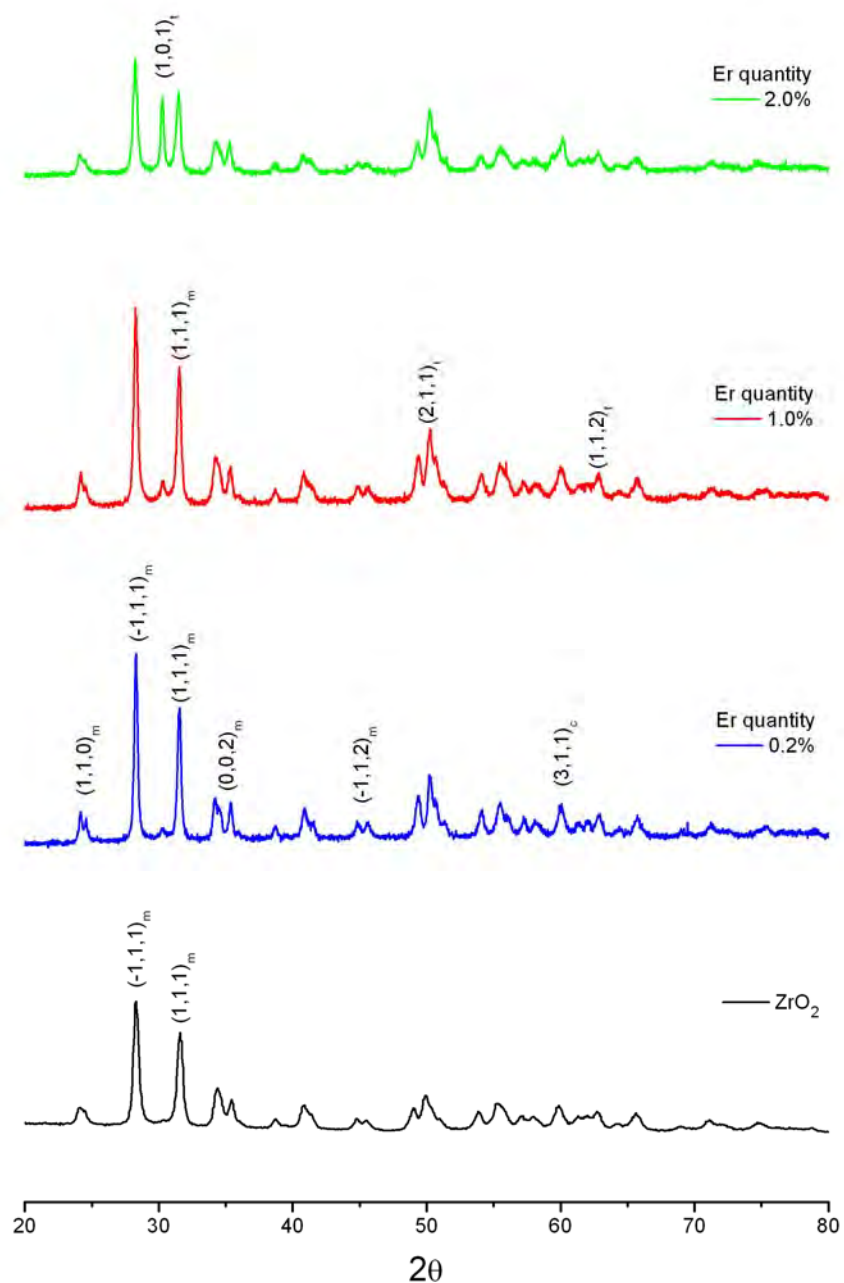 (1,0,1)t
Er quantity
2.0%
(1,1,1)m
(2,1,1)t
(1,1,2)t
Er quantity
1.0%
(1,1,0)m
(-1,1,1)m
(1,1,1)m
(0,0,2)m
(-1,1,2)m
(3,1,1)c
Er quantity
0.2%
(-1,1,1)m
(1,1,1)m
ZrO2
20 30 40 50 60 70 80
2θ